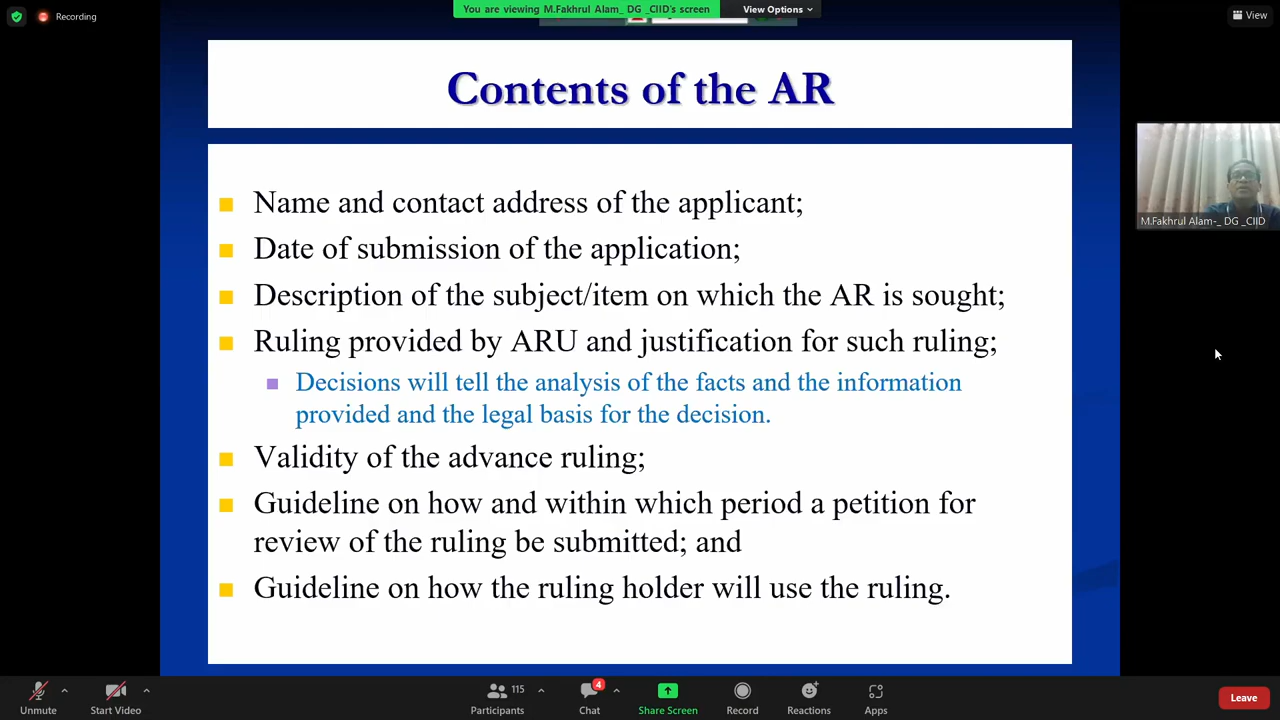 Recording
You are viewing M.Fakhrul Alam_ DG _CIID's screen
View Options
View
Contents of the AR
Name and contact address of the applicant;
Date of submission of the application;
Description of the subject/item on which the AR is sought;
Ruling provided by ARU and justification for such ruling;
Decisions will tell the analysis of the facts and the information
provided and the legal basis for the decision.
Validity of the advance ruling;
Guideline on how and within which period a petition for
review of the ruling be submitted; and
Guideline on how the ruling holder will use the ruling.
M.Fakhrul Alam-_ DG _CIID
115
4
Unmute
Start Video
Participants
Chat
Share Screen
Record
Reactions
Apps
Leave